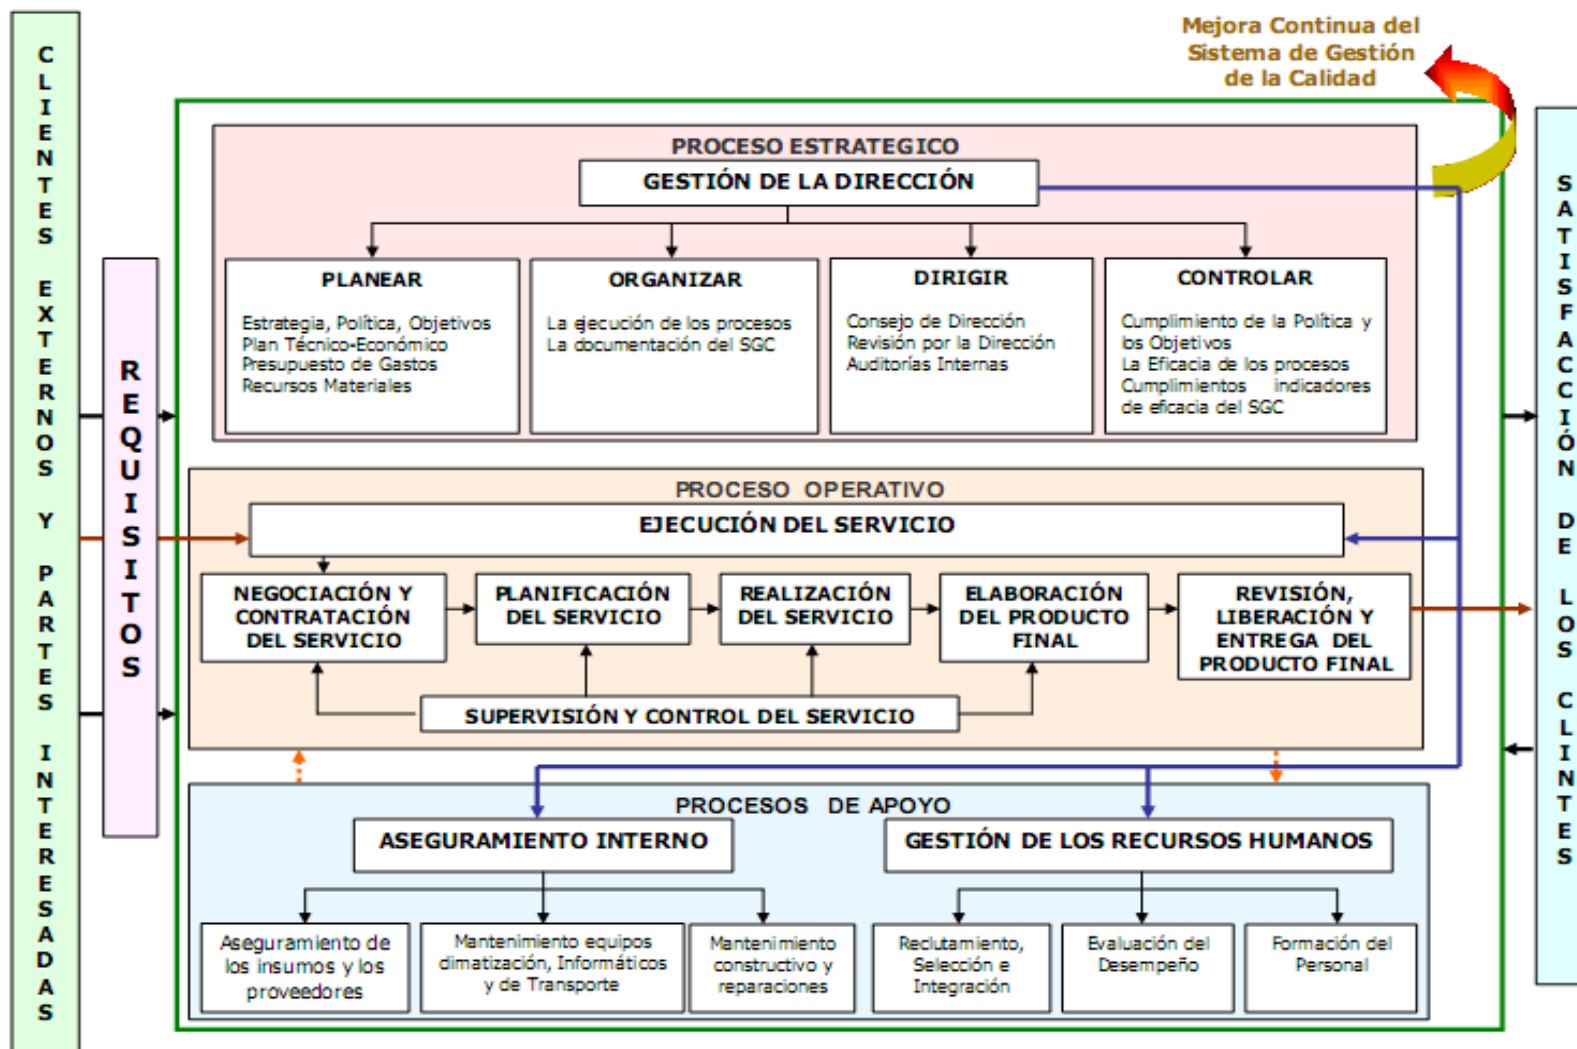 CLIENTES EXTERNOS Y PARTES INTERESADAS
REQUISITOS
Mejora Continua del
Sistema de Gestión
de la Calidad
PROCESO ESTRATEGICO
GESTIÓN DE LA DIRECCIÓN
PLANEAR
Estrategia, Política, Objetivos
Plan Técnico-Económico
Presupuesto de Gastos
Recursos Materiales
ORGANIZAR
La ejecución de los procesos
La documentación del SGC
DIRIGIR
Consejo de Dirección
Revisión por la Dirección
Auditorías Internas
CONTROLAR
Cumplimiento de la Política y
los Objetivos
La Eficacia de los procesos
Cumplimientos indicadores
de eficacia del SGC
PROCESO OPERATIVO
EJECUCIÓN DEL SERVICIO
NEGOCIACIÓN Y
CONTRATACIÓN
DEL SERVICIO
PLANIFICACIÓN
DEL SERVICIO
REALIZACIÓN
DEL SERVICIO
ELABORACIÓN
DEL PRODUCTO
FINAL
REVISIÓN,
LIBERACIÓN Y
ENTREGA DEL
PRODUCTO FINAL
SUPERVISIÓN Y CONTROL DEL SERVICIO
PROCESOS DE APOYO
ASEGURAMIENTO INTERNO
GESTIÓN DE LOS RECURSOS HUMANOS
Aseguramiento de
los insumos y los
proveedores
Mantenimiento equipos
climatización, Informáticos
y de Transporte
Mantenimiento
constructivo y
reparaciones
Reclutamiento,
Selección e
Integración
Evaluación del
Desempeño
Formación del
Personal
SATISFACCIÓN DE LOS CLINTES